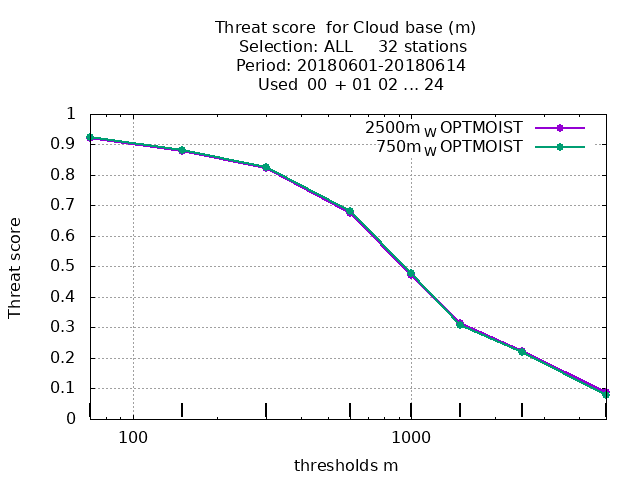 Threat score for Cloud base (m)
Selection: ALL 32 stations
Period: 20180601-20180614
Used 00 + 01 02 ... 24
2500m W OPTMOIST
750m W OPTMOIST
1
0.9
0.8
0.7
0.6
0.5
0.4
0.3
0.2
0.1
0
Threat score
100 1000
thresholds m